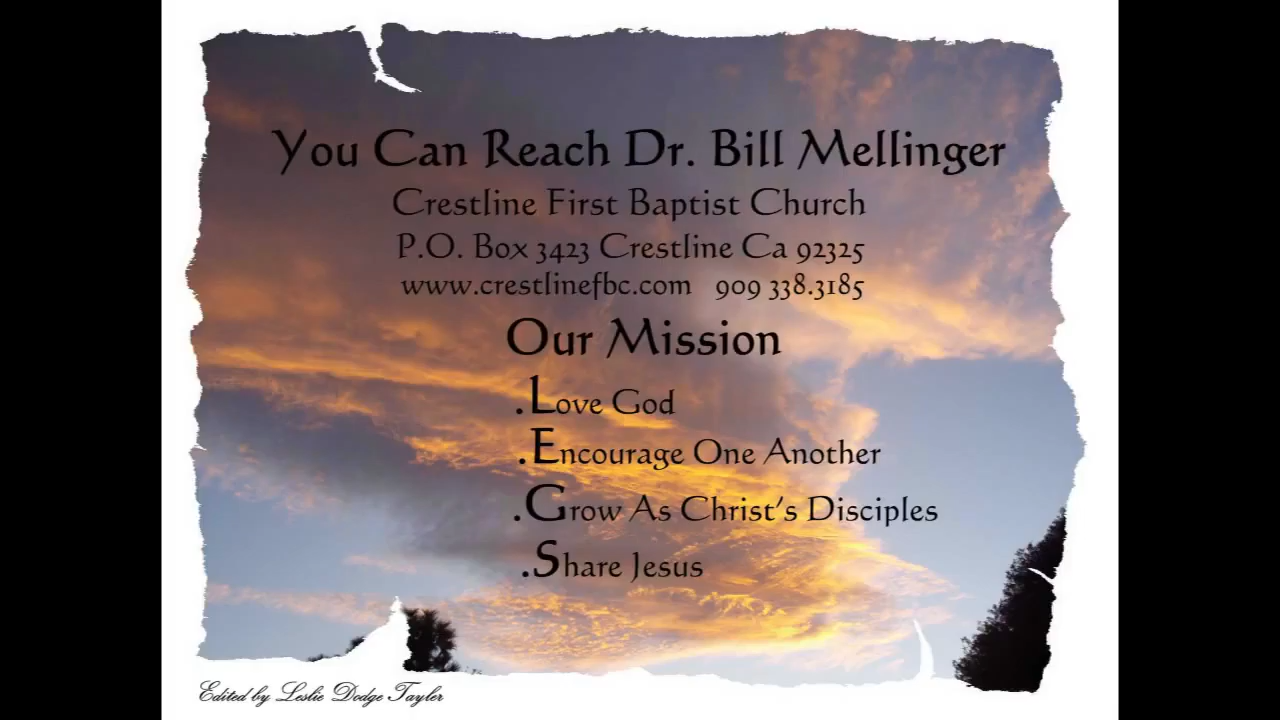 You Can Reach Dr. Bill Mellinger
Crestline First Baptist Church
P.O. Box 3423 Crestline Ca 92325
www.crestlinefbc.com 909 338.3185
Our Mission
.Love God
.Encourage One Another
.Grow As Christ's Disciples
.Share Jesus
Edited by Leslie Dodge Tayler